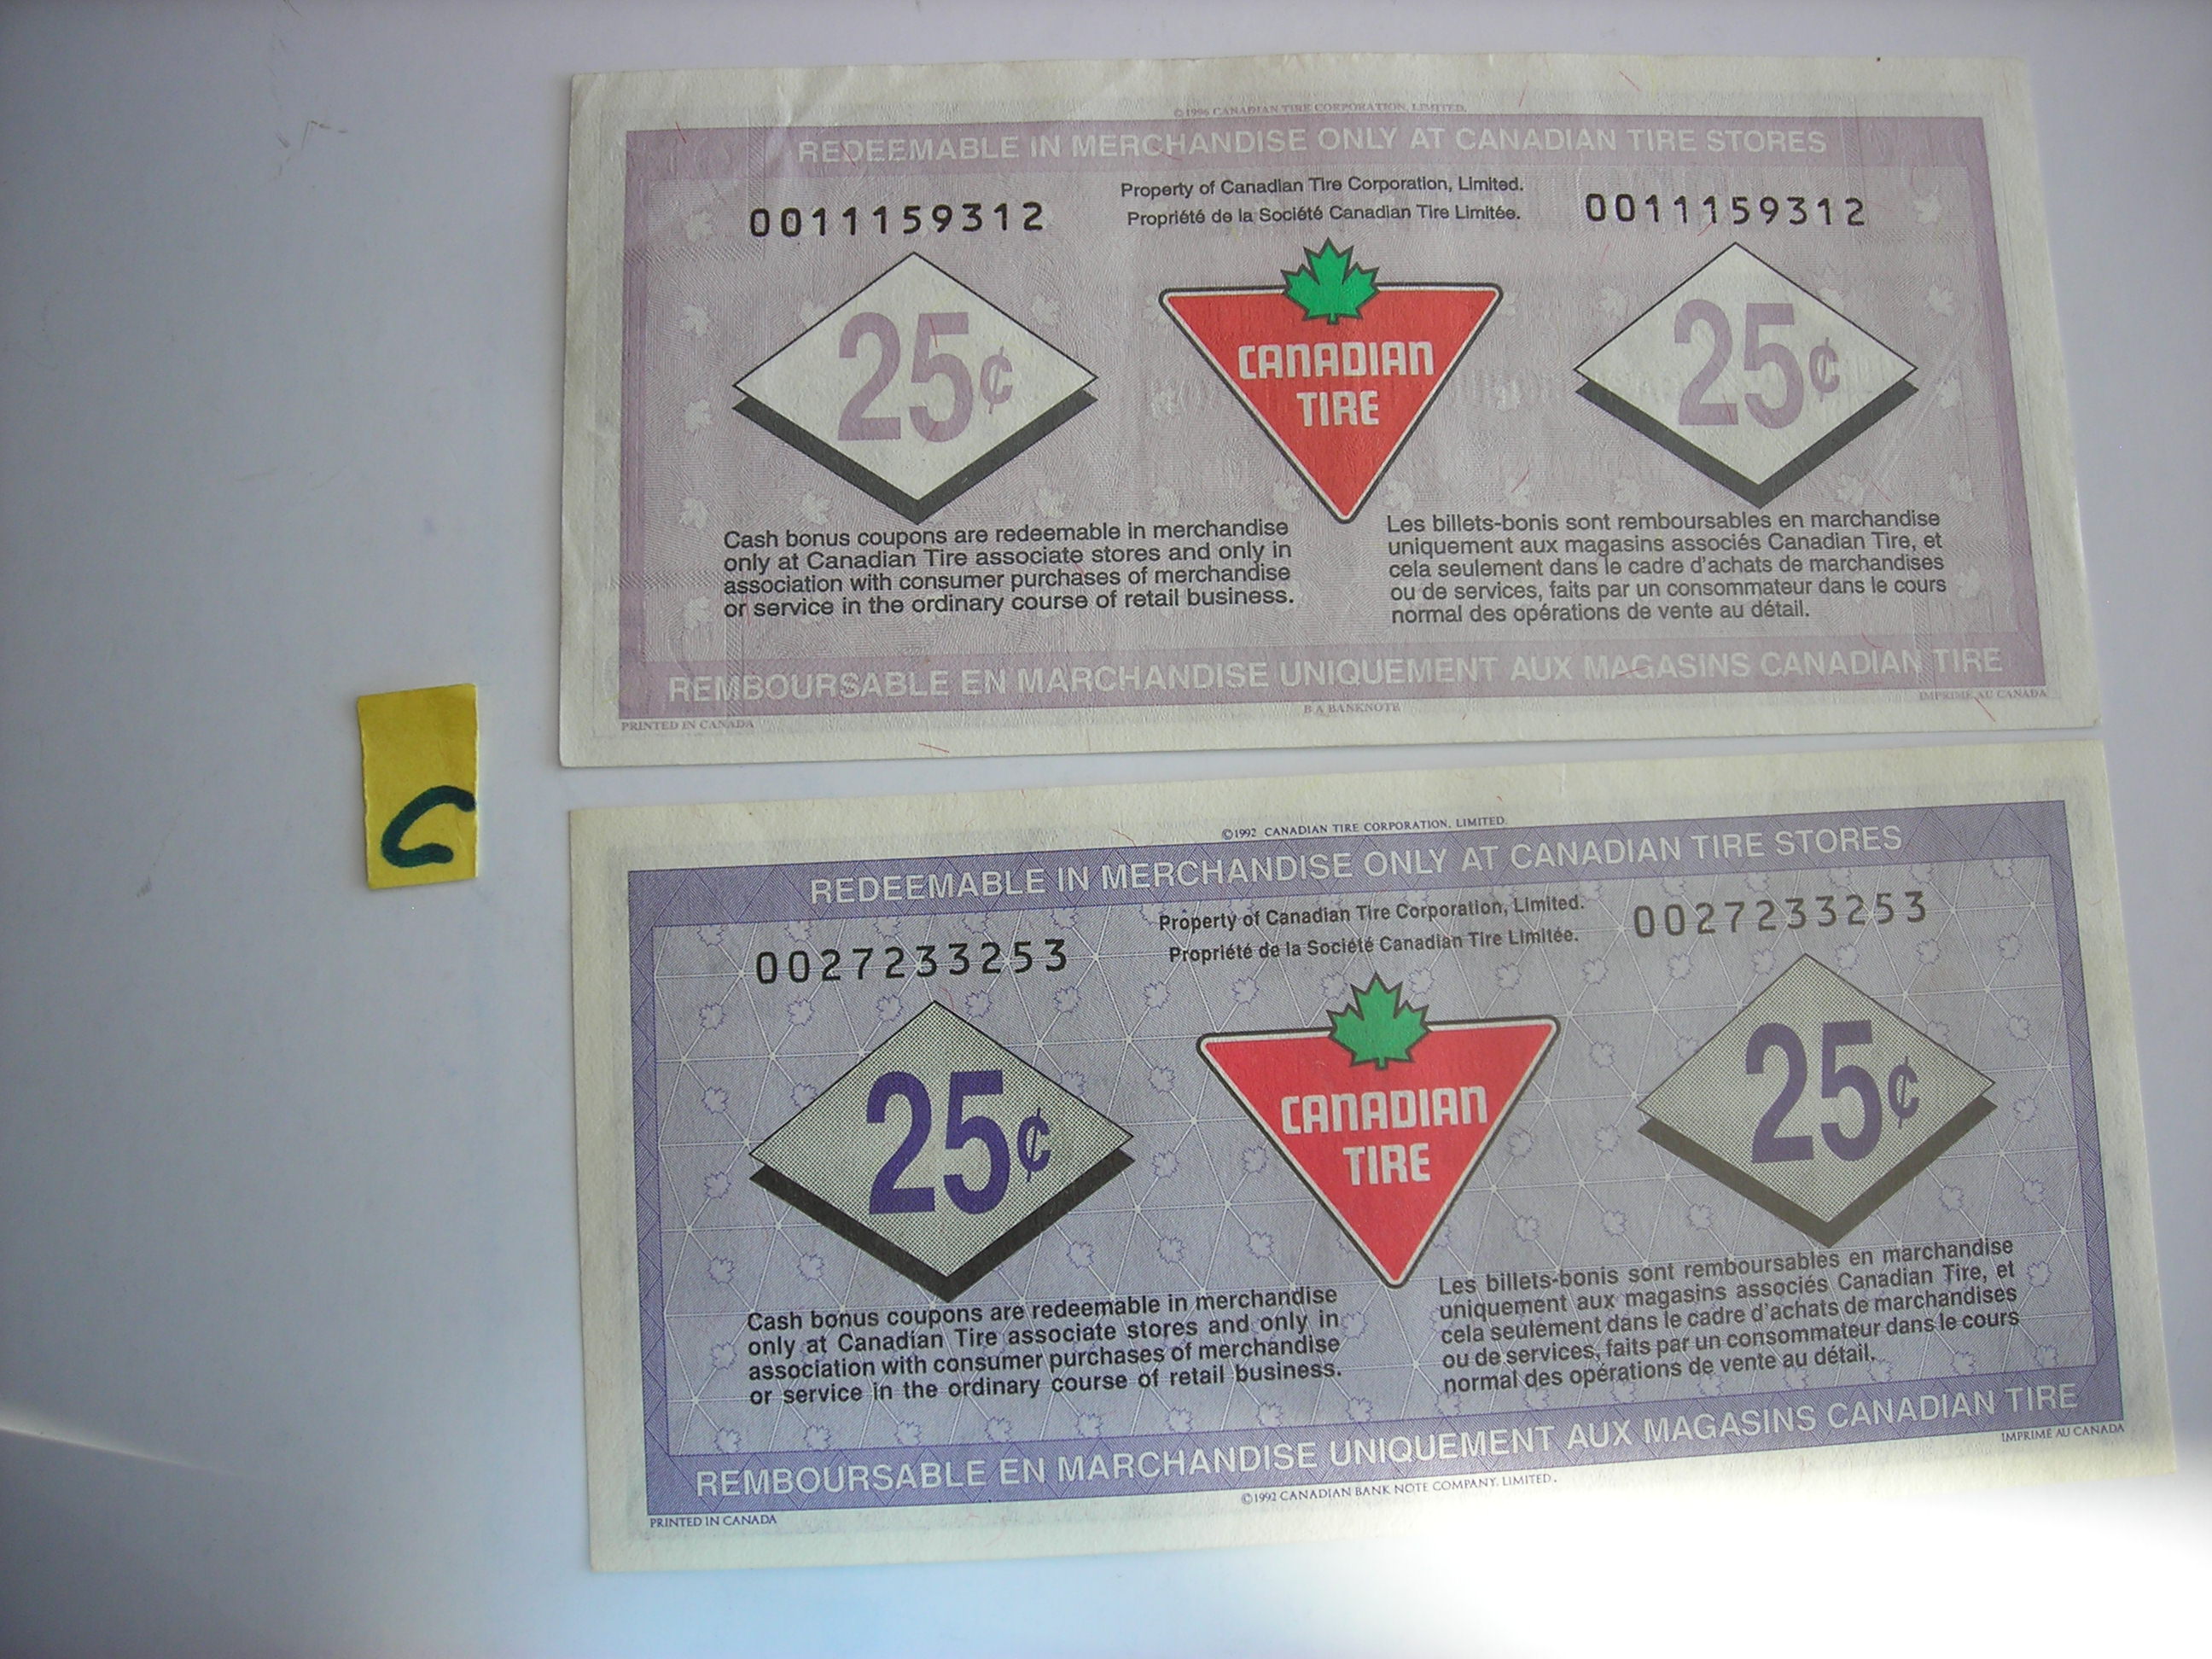 ©1996 CANADIAN TIRE CORPORATION, LIMITED.
REDEEMABLE IN MERCHANDISE ONLY AT CANADIAN TIRE STORES
Property of Canadian Tire Corporation, Limited.
Propriété de la Société Canadian Tire Limitée.
0011159312
0011159312
25¢
CANADIAN
TIRE
25¢
Cash bonus coupons are redeemable in merchandise
only at Canadian Tire associate stores and only in
association with consumer purchases of merchandise
or service in the ordinary course of retail business.
Les billets-bonis sont remboursables en marchandise
uniquement aux magasins associés Canadian Tire, et
cela seulement dans le cadre d'achats de marchandises
ou de services, faits par un consommateur dans le cours
normal des opérations de vente au détail.
REMBOURSABLE EN MARCHANDISE UNIQUEMENT AUX MAGASINS CANADIAN TIRE
PRINTED IN CANADA
B A BANKNOTE
IMPRIMÉ AU CANADA
C
©1992 CANADIAN TIRE CORPORATION, LIMITED.
REDEEMABLE IN MERCHANDISE ONLY AT CANADIAN TIRE STORES
Property of Canadian Tire Corporation, Limited.
Propriété de la Société Canadian Tire Limitée.
0027233253
0027233253
25¢
CANADIAN
TIRE
25¢
Cash bonus coupons are redeemable in merchandise
only at Canadian Tire associate stores and only in
association with consumer purchases of merchandise
or service in the ordinary course of retail business.
Les billets-bonis sont remboursables en marchandise
uniquement aux magasins associés Canadian Tire, et
cela seulement dans le cadre d'achats de marchandises
ou de services, faits par un consommateur dans le cours
normal des opérations de vente au détail.
REMBOURSABLE EN MARCHANDISE UNIQUEMENT AUX MAGASINS CANADIAN TIRE
PRINTED IN CANADA
©1992 CANADIAN BANK NOTE COMPANY, LIMITED.
IMPRIMÉ AU CANADA